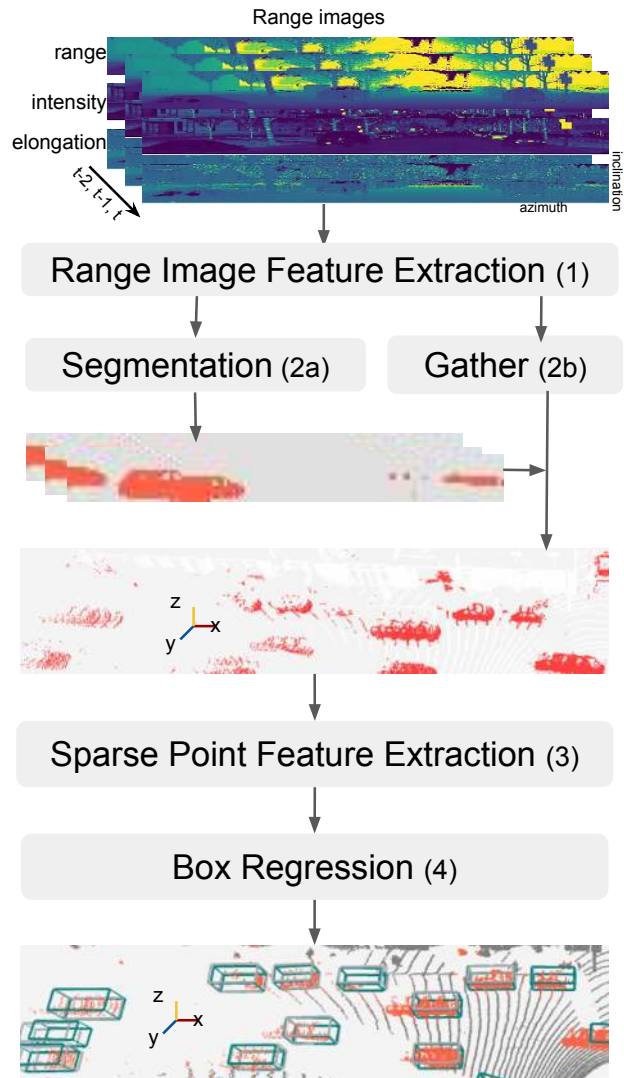 Range images
range
intensity
elongation
t-2, t-1, t
inclination
azimuth
Range Image Feature Extraction (1)
Segmentation (2a)
Gather (2b)
z
x
y
Sparse Point Feature Extraction (3)
Box Regression (4)
z
x
y